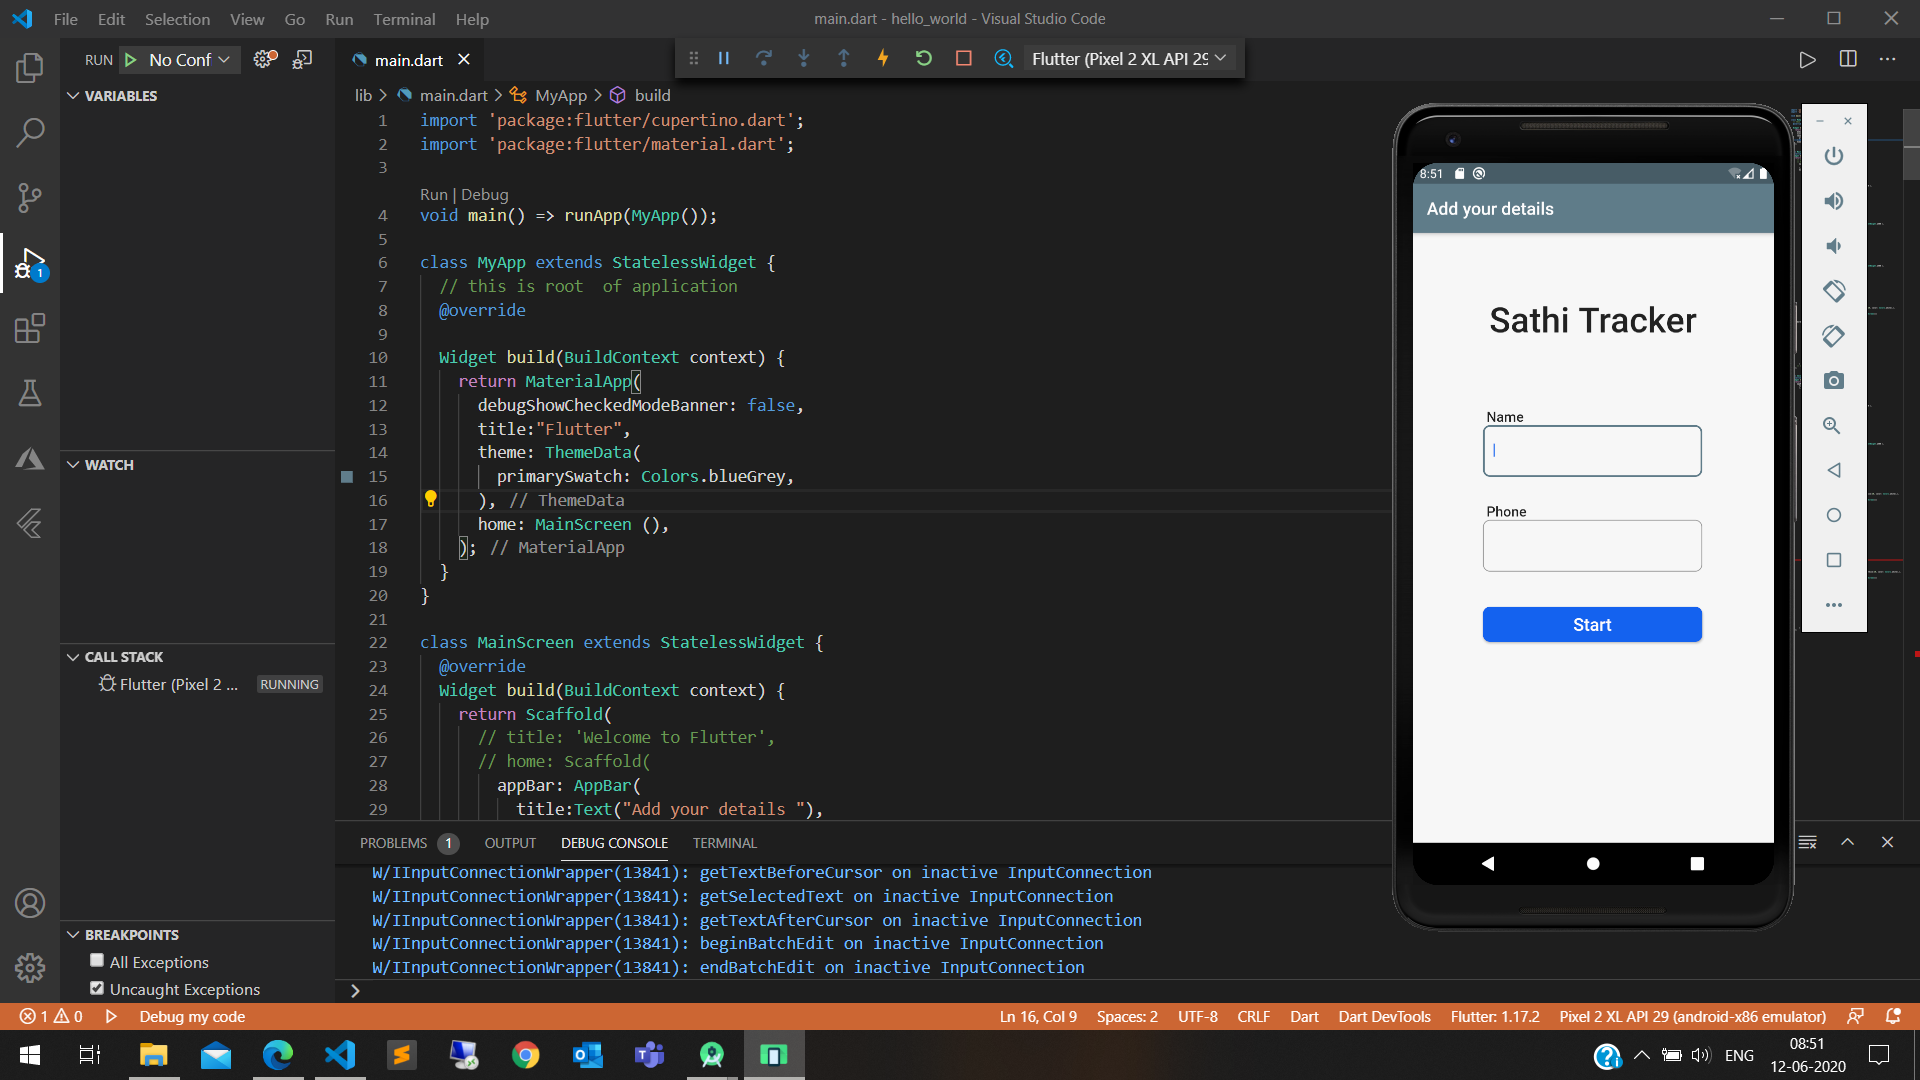 File Edit Selection View Go Run Terminal Help
main.dart - hello_world - Visual Studio Code
RUN No Conf
main.dart
Flutter (Pixel 2 XL API 29
VARIABLES
lib > main.dart > MyApp > build
1 import 'package:flutter/cupertino.dart';
2 import 'package:flutter/material.dart';
3
Run | Debug
4 void main() => runApp(MyApp());
5
6 class MyApp extends StatelessWidget {
7 // this is root  of application
8 @override
9
10 Widget build(BuildContext context) {
11 return MaterialApp(
12 debugShowCheckedModeBanner: false,
13 title:"Flutter",
14 theme: ThemeData(
15 primarySwatch: Colors.blueGrey,
16 ), // ThemeData
17 home: MainScreen (),
18 ); // MaterialApp
19 }
20 }
21
22 class MainScreen extends StatelessWidget {
23 @override
24 Widget build(BuildContext context) {
25 return Scaffold(
26 // title: 'Welcome to Flutter',
27 // home: Scaffold(
28 appBar: AppBar(
29 title:Text("Add your details "),
WATCH
CALL STACK
Flutter (Pixel 2 ... RUNNING
BREAKPOINTS
All Exceptions
Uncaught Exceptions
1
8:51
Add your details
Sathi Tracker
Name
Phone
Start
PROBLEMS 1 OUTPUT DEBUG CONSOLE TERMINAL
W/IInputConnectionWrapper(13841): getTextBeforeCursor on inactive InputConnection
W/IInputConnectionWrapper(13841): getSelectedText on inactive InputConnection
W/IInputConnectionWrapper(13841): getTextAfterCursor on inactive InputConnection
W/IInputConnectionWrapper(13841): beginBatchEdit on inactive InputConnection
W/IInputConnectionWrapper(13841): endBatchEdit on inactive InputConnection
1 0 Debug my code
Ln 16, Col 9 Spaces: 2 UTF-8 CRLF Dart Dart DevTools Flutter: 1.17.2 Pixel 2 XL API 29 (android-x86 emulator)
ENG
08:51
12-06-2020